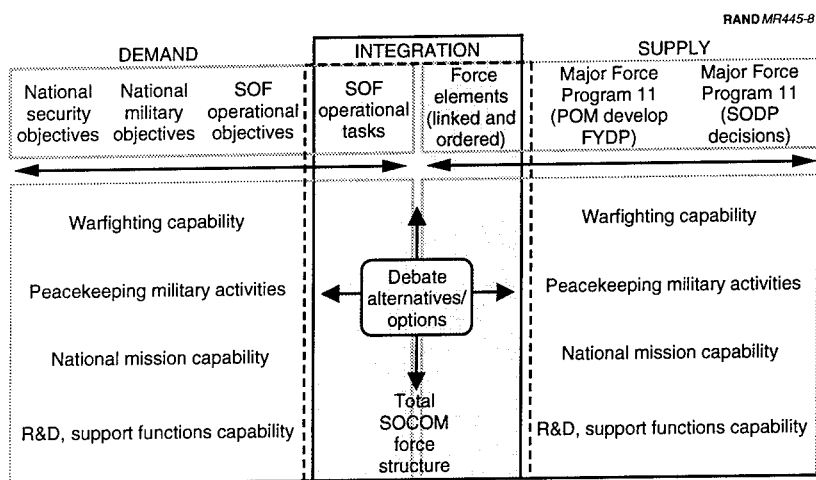 RAND MR445-8
DEMAND
INTEGRATION
SUPPLY
National
security
objectives
National
military
objectives
SOF
operational
objectives
SOF
operational
tasks
Force
elements
(linked and
ordered)
Major Force
Program 11
(POM develop
FYDP)
Major Force
Program 11
(SODP
decisions)
Warfighting capability
Peacekeeping military activities
National mission capability
R&D, support functions capability
Debate
alternatives/
options
Total
SOCOM
force
structure
Warfighting capability
Peacekeeping military activities
National mission capability
R&D, support functions capability